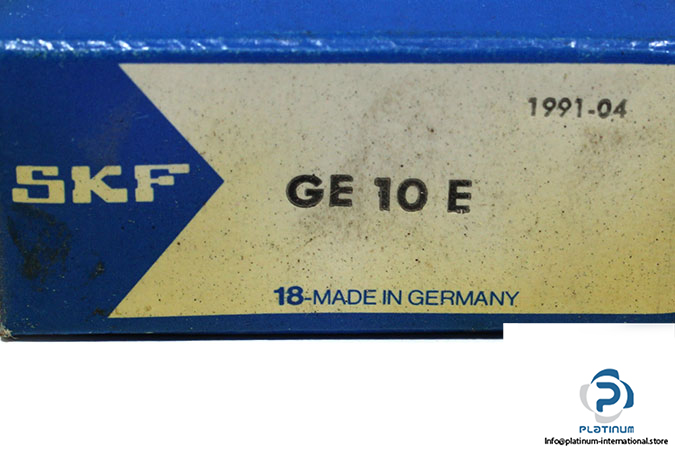 1991-04
SKF
GE 10 E
18-MADE IN GERMANY
PLATINUM
Info@platinum-international.store